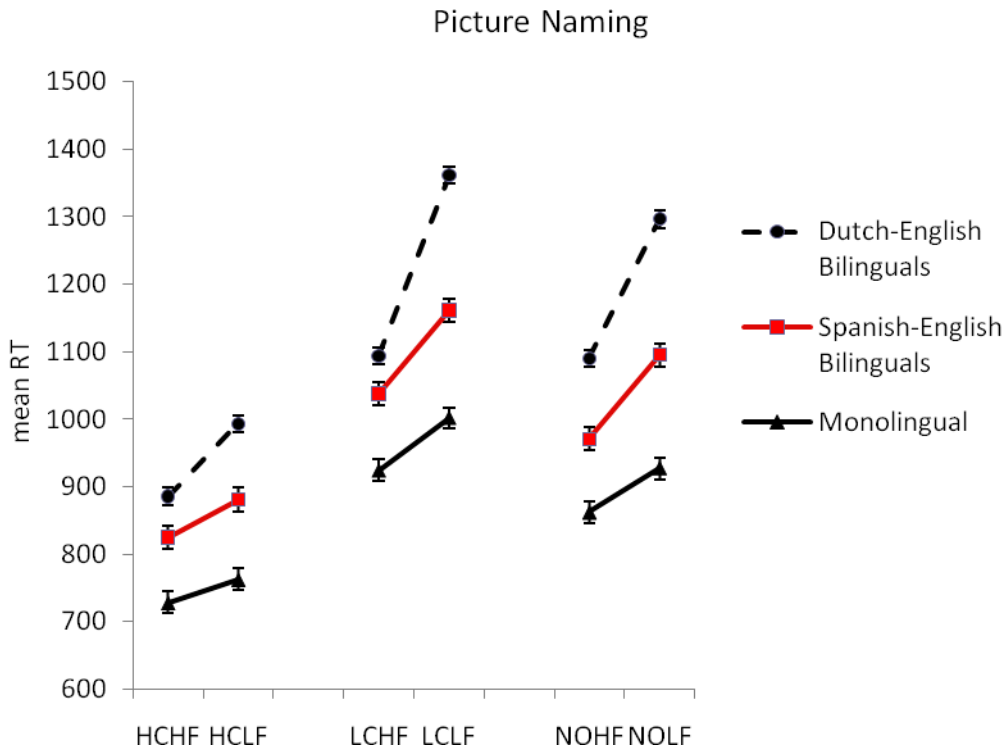 Picture Naming
1500
1400
1300
1200
1100
1000
900
800
700
600
mean RT
HCHF HCLF LCHF LCLF NOHF NOLF
Dutch-English
Bilinguals
Spanish-English
Bilinguals
Monolingual